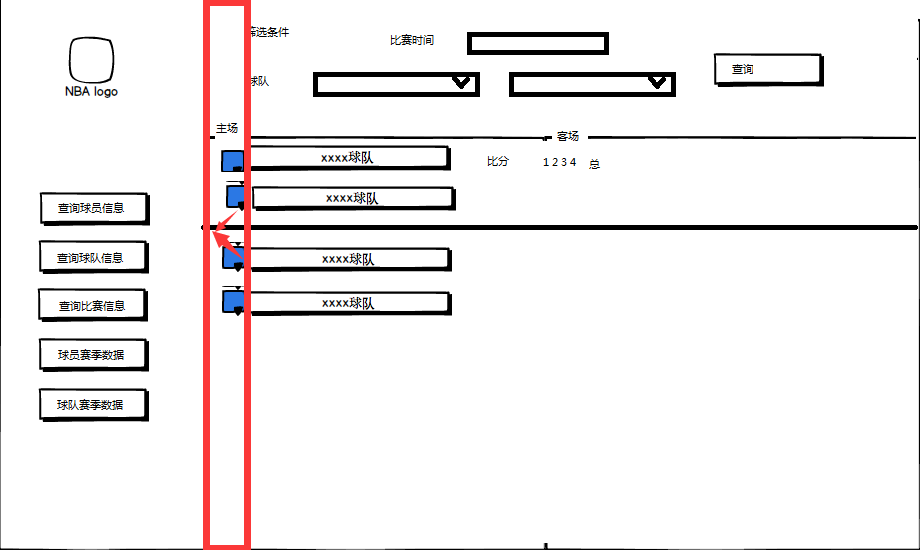 筛选条件
比赛时间
NBA logo
球队
查询
主场
客场
xxxx球队
比分
1 2 3 4
总
xxxx球队
查询球员信息
查询球队信息
xxxx球队
查询比赛信息
xxxx球队
球员赛季数据
球队赛季数据